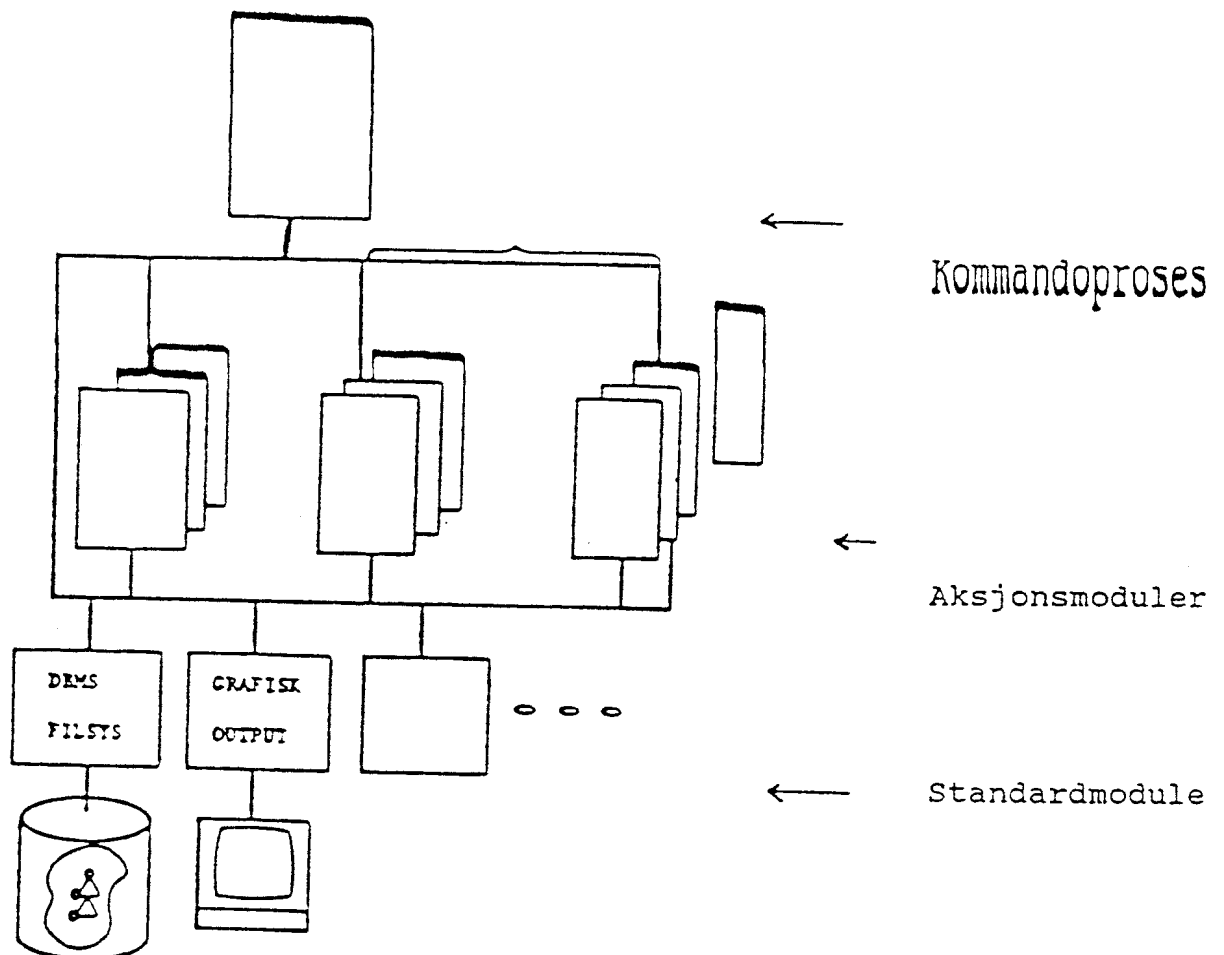 Kommandoproses
Aksjonsmoduler
DBMS
FILSYS
GRAFISK
OUTPUT
Standardmodule